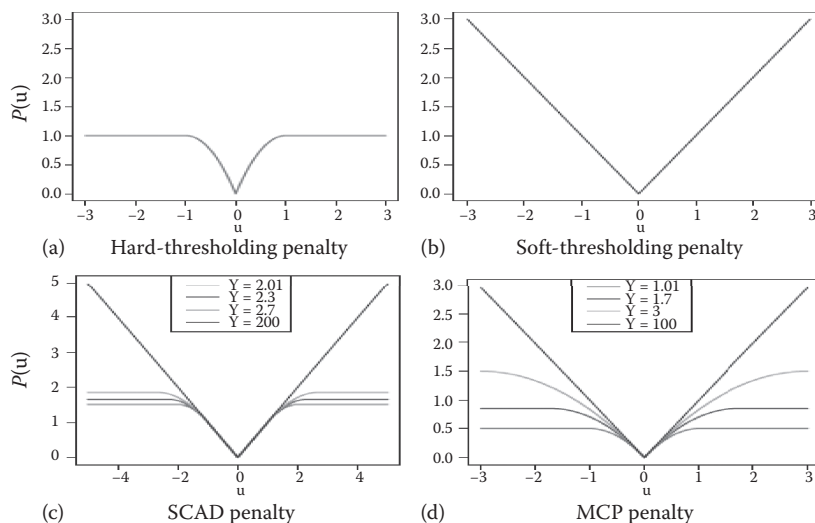 3.0
2.5
2.0
1.5
1.0
0.5
0.0
P(u)
−3 −2 −1 0 1 2 3
u
(a) Hard-thresholding penalty
3.0
2.5
2.0
1.5
1.0
0.5
0.0
−3 −2 −1 0 1 2 3
u
(b) Soft-thresholding penalty
5
4
3
2
1
0
P(u)
Y = 2.01
Y = 2.3
Y = 2.7
Y = 200
−4 −2 0 2 4
u
(c) SCAD penalty
3.0
2.5
2.0
1.5
1.0
0.5
0.0
Y = 1.01
Y = 1.7
Y = 3
Y = 100
−3 −2 −1 0 1 2 3
u
(d) MCP penalty